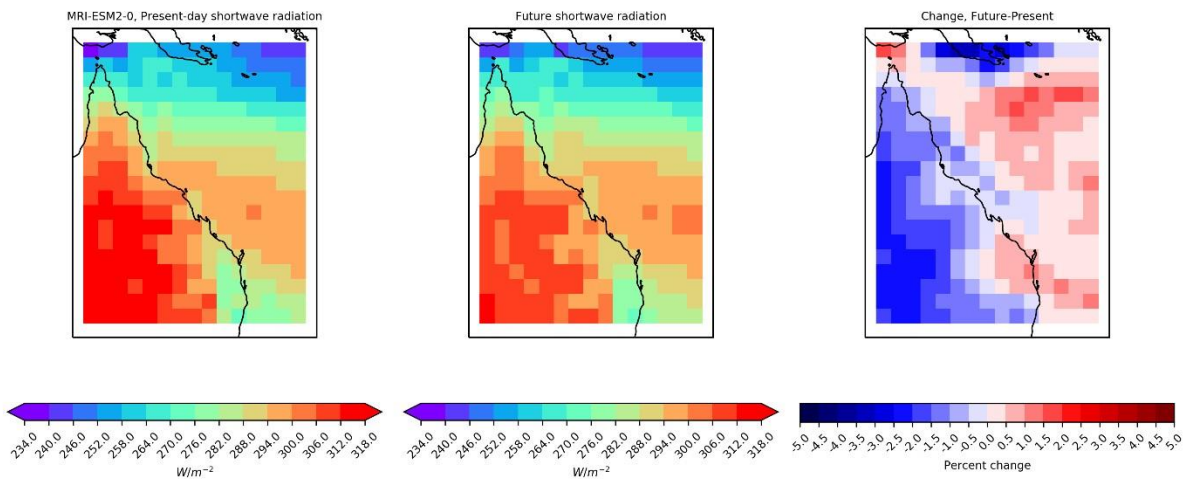 MRI-ESM2-0, Present-day shortwave radiation
Future shortwave radiation
Change, Future-Present
234.0 240.0 246.0 252.0 258.0 264.0 270.0 276.0 282.0 288.0 294.0 300.0 306.0 312.0 318.0
W/m⁻²
234.0 240.0 246.0 252.0 258.0 264.0 270.0 276.0 282.0 288.0 294.0 300.0 306.0 312.0 318.0
W/m⁻²
-5.0 -4.5 -4.0 -3.5 -3.0 -2.5 -2.0 -1.5 -1.0 -0.5 0.0 0.5 1.0 1.5 2.0 2.5 3.0 3.5 4.0 4.5 5.0
Percent change